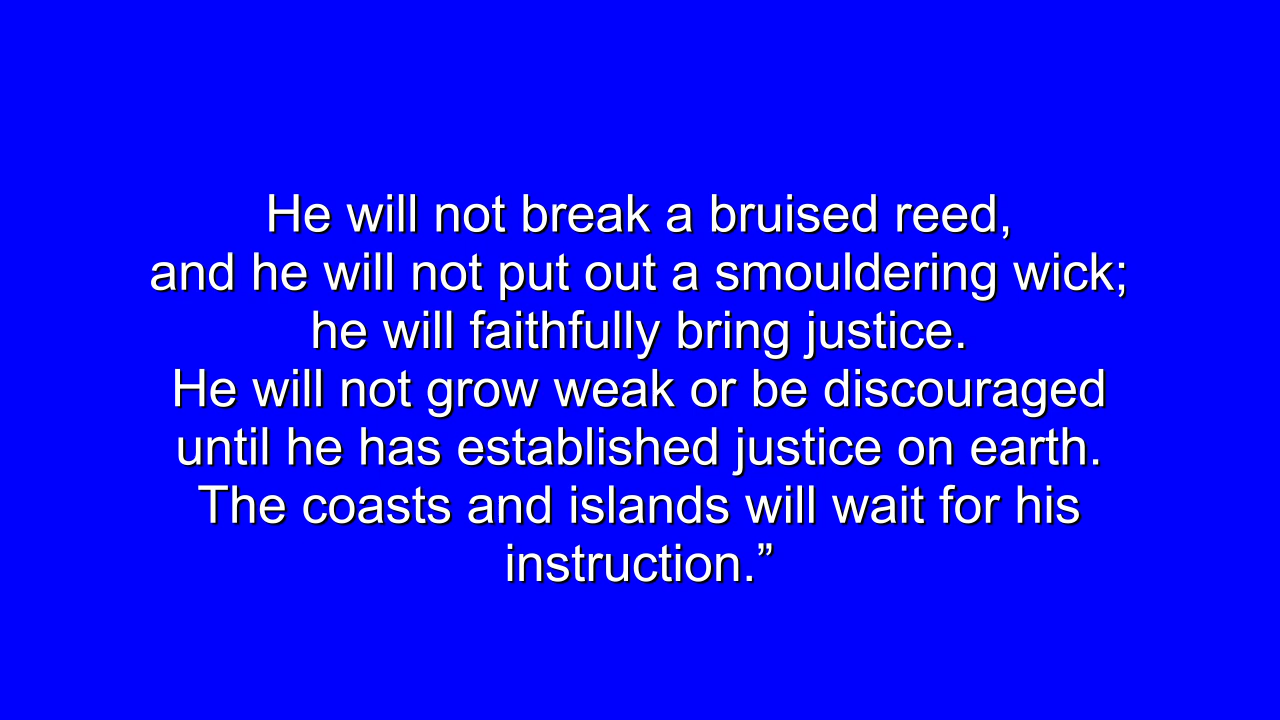 He will not break a bruised reed,
and he will not put out a smouldering wick;
he will faithfully bring justice.
He will not grow weak or be discouraged
until he has established justice on earth.
The coasts and islands will wait for his
instruction.”